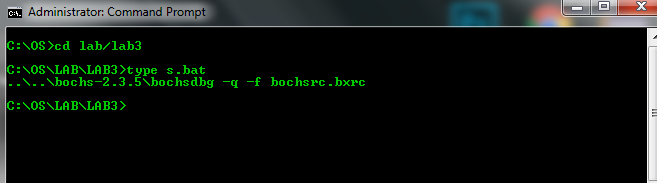 Administrator: Command Prompt
C:\OS>cd lab/lab3
C:\OS\LAB\LAB3>type s.bat
..\..\bochs-2.3.5\bochsdbg -q -f bochsrc.bxrc
C:\OS\LAB\LAB3>